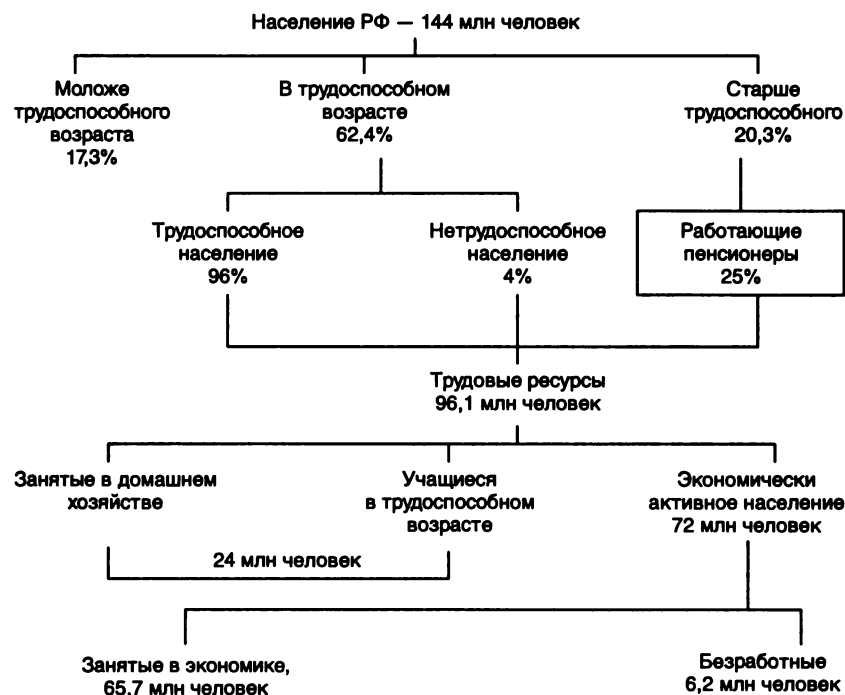 Население РФ — 144 млн человек
Моложе
трудоспособного
возраста
17,3%
В трудоспособном
возрасте
62,4%
Старше
трудоспособного
20,3%
Трудоспособное
население
96%
Нетрудоспособное
население
4%
Работающие
пенсионеры
25%
Трудовые ресурсы
96,1 млн человек
Занятые в домашнем
хозяйстве
Учащиеся
в трудоспособном
возрасте
Экономически
активное население
72 млн человек
24 млн человек
Занятые в экономике,
65,7 млн человек
Безработные
6,2 млн человек